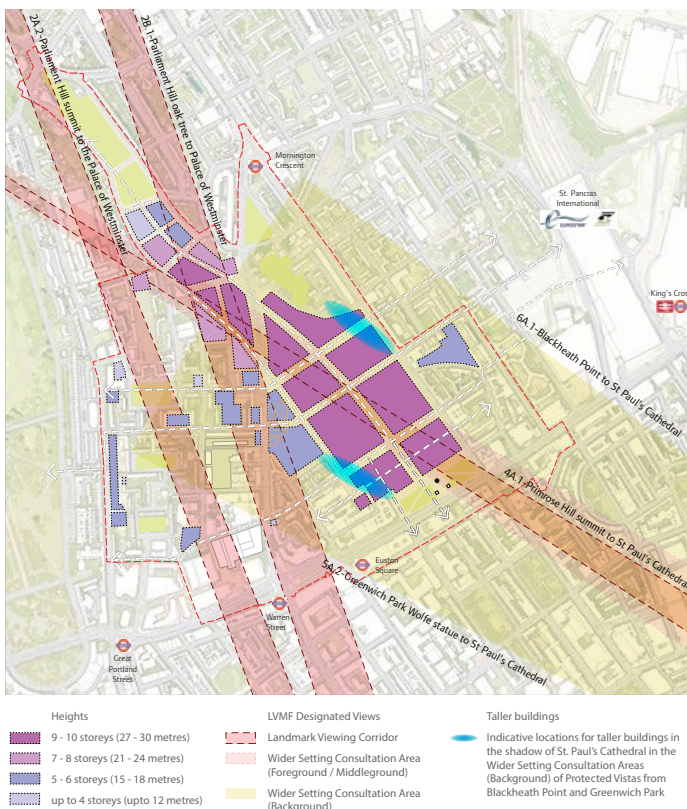 2A.2-Parliament Hill summit to the Palace of Westminster
2B.1-Parliament Hill oak tree to Palace of Westminster
Mornington
Crescent
St. Pancras
International
King's Cros
6A.1-Blackheath Point to St Paul's Cathedral
4A.1-Primrose Hill summit to St Paul's Cathedral
5A.2-Greenwich Park Wolfe statue to St Paul's Cathedral
Euston
Square
Warren
Street
Great
Portland
Street
Heights
9 - 10 storeys (27 - 30 metres)
7 - 8 storeys (21 - 24 metres)
5 - 6 storeys (15 - 18 metres)
up to 4 storeys (upto 12 metres)
LVMF Designated Views
Landmark Viewing Corridor
Wider Setting Consultation Area
(Foreground / Middleground)
Wider Setting Consultation Area
(Background)
Taller buildings
Indicative locations for taller buildings in
the shadow of St. Paul's Cathedral in the
Wider Setting Consultation Areas
(Background) of Protected Vistas from
Blackheath Point and Greenwich Park